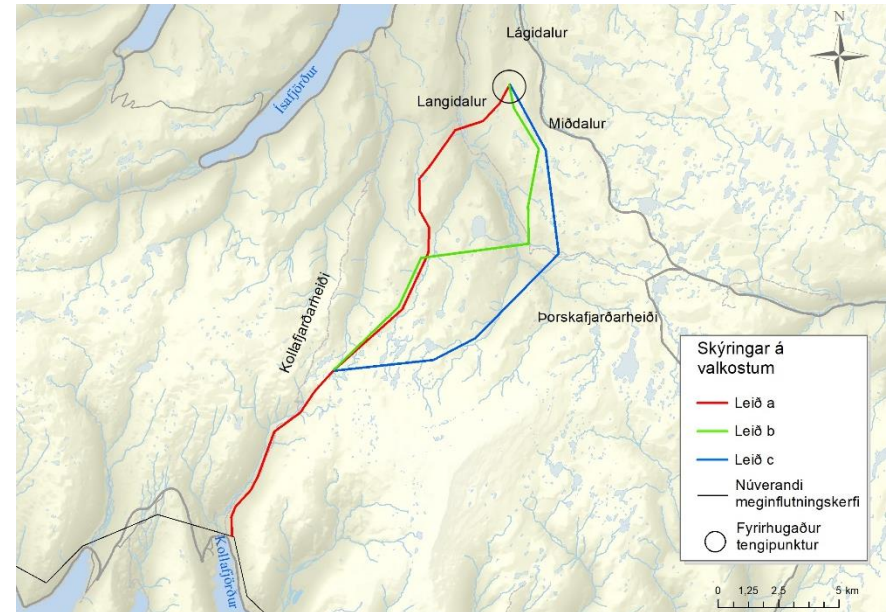 N
Lágidalur
Ísafjörður
Langidalur
Miðdalur
Kollafjarðarheiði
Þorskafjarðarheiði
Kollafjörður
Skýringar á
valkostum
Leið a
Leið b
Leið c
Núverandi
meginflutningskerfi
Fyrirhugaður
tengipunktur
0 1,25 2,5 5 km